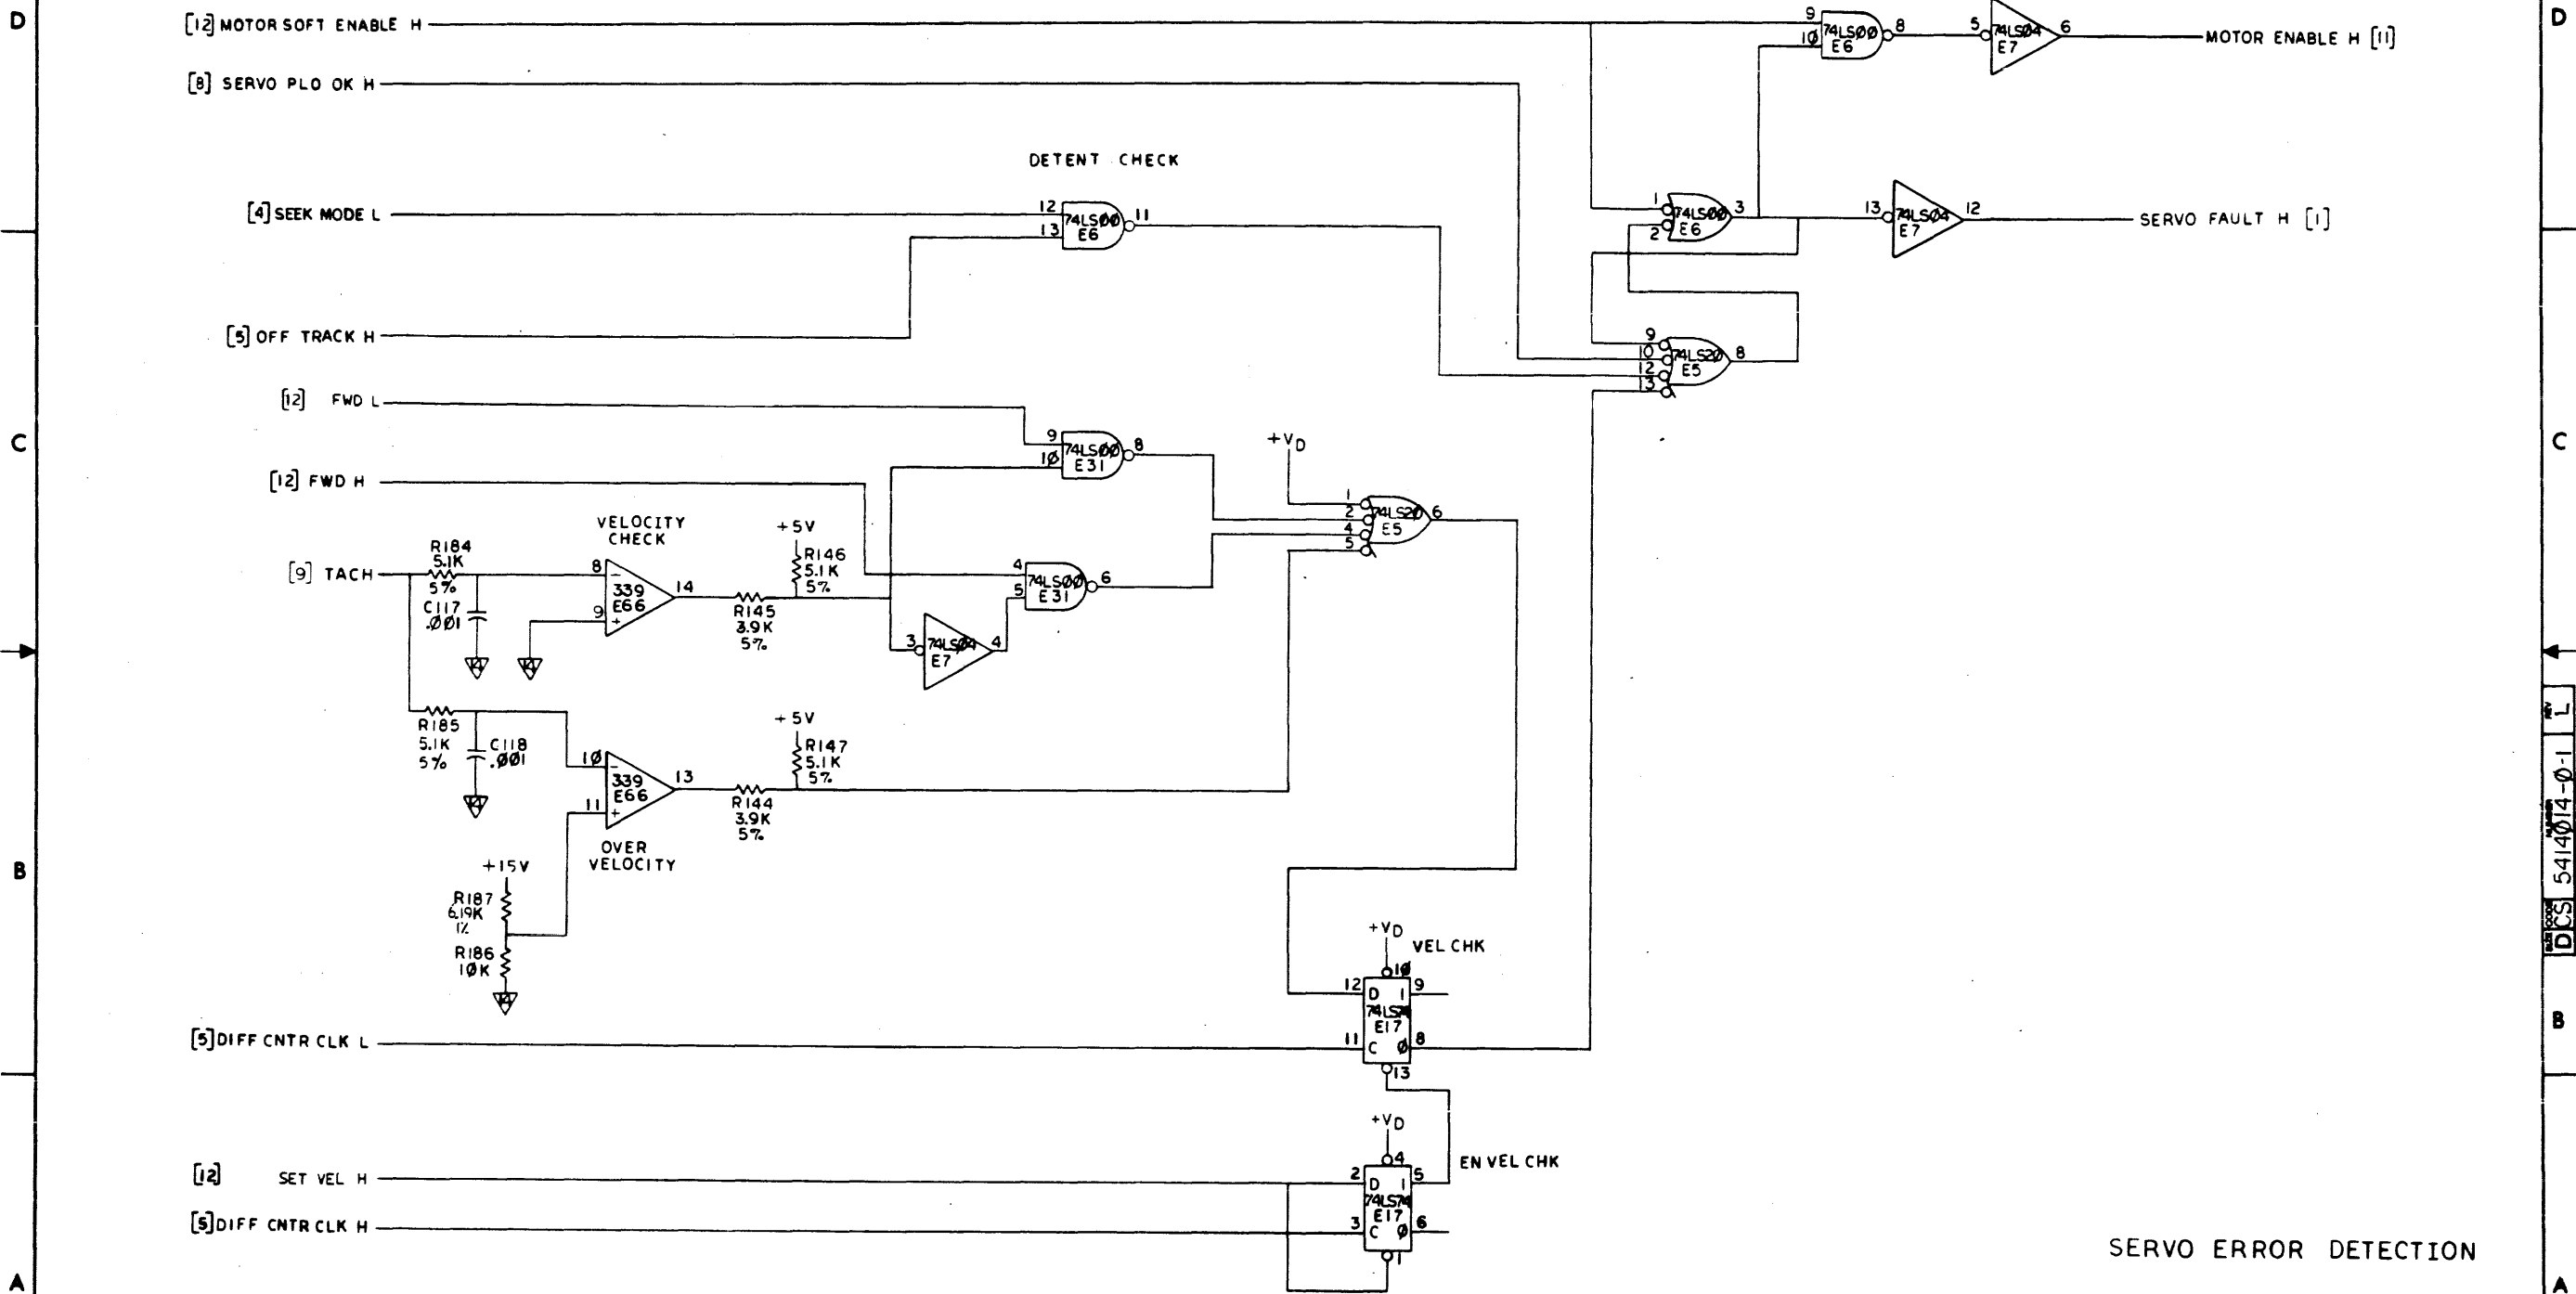 D
D
[12] MOTOR SOFT ENABLE H
9
10
74LS00
E6
8
5
74LS04
E7
6
MOTOR ENABLE H [11]
[8] SERVO PLO OK H
DETENT CHECK
[4] SEEK MODE L
12
13
74LS00
E6
11
1
2
74LS00
E6
3
13
74LS04
E7
12
SERVO FAULT H [1]
[5] OFF TRACK H
9
10
12
13
74LS20
E5
8
[12] FWD L
C
C
9
10
74LS00
E31
8
+VD
[12] FWD H
1
2
4
5
74LS20
E5
6
VELOCITY
CHECK
+5V
R146
5.1K
5%
[9] TACH
R184
5.1K
5%
C117
.001
8
-
9
+
339
E66
14
R145
3.9K
5%
4
5
74LS00
E31
6
3
74LS04
E7
4
R185
5.1K
5%
C118
.001
+5V
R147
5.1K
5%
10
-
11
+
339
E66
13
R144
3.9K
5%
OVER
VELOCITY
B
+15V
R187
6.19K
1%
R186
10K
+VD
VEL CHK
10
12
D
1
9
74LS74
E17
11
C
0
8
13
[5] DIFF CNTR CLK L
B
+VD
4
EN VEL CHK
[12] SET VEL H
2
D
1
5
74LS74
E17
[5] DIFF CNTR CLK H
3
C
0
6
1
SERVO ERROR DETECTION
A
A
REV
L
NUMBER
5414014-0-1
SIZE CODE
D CS